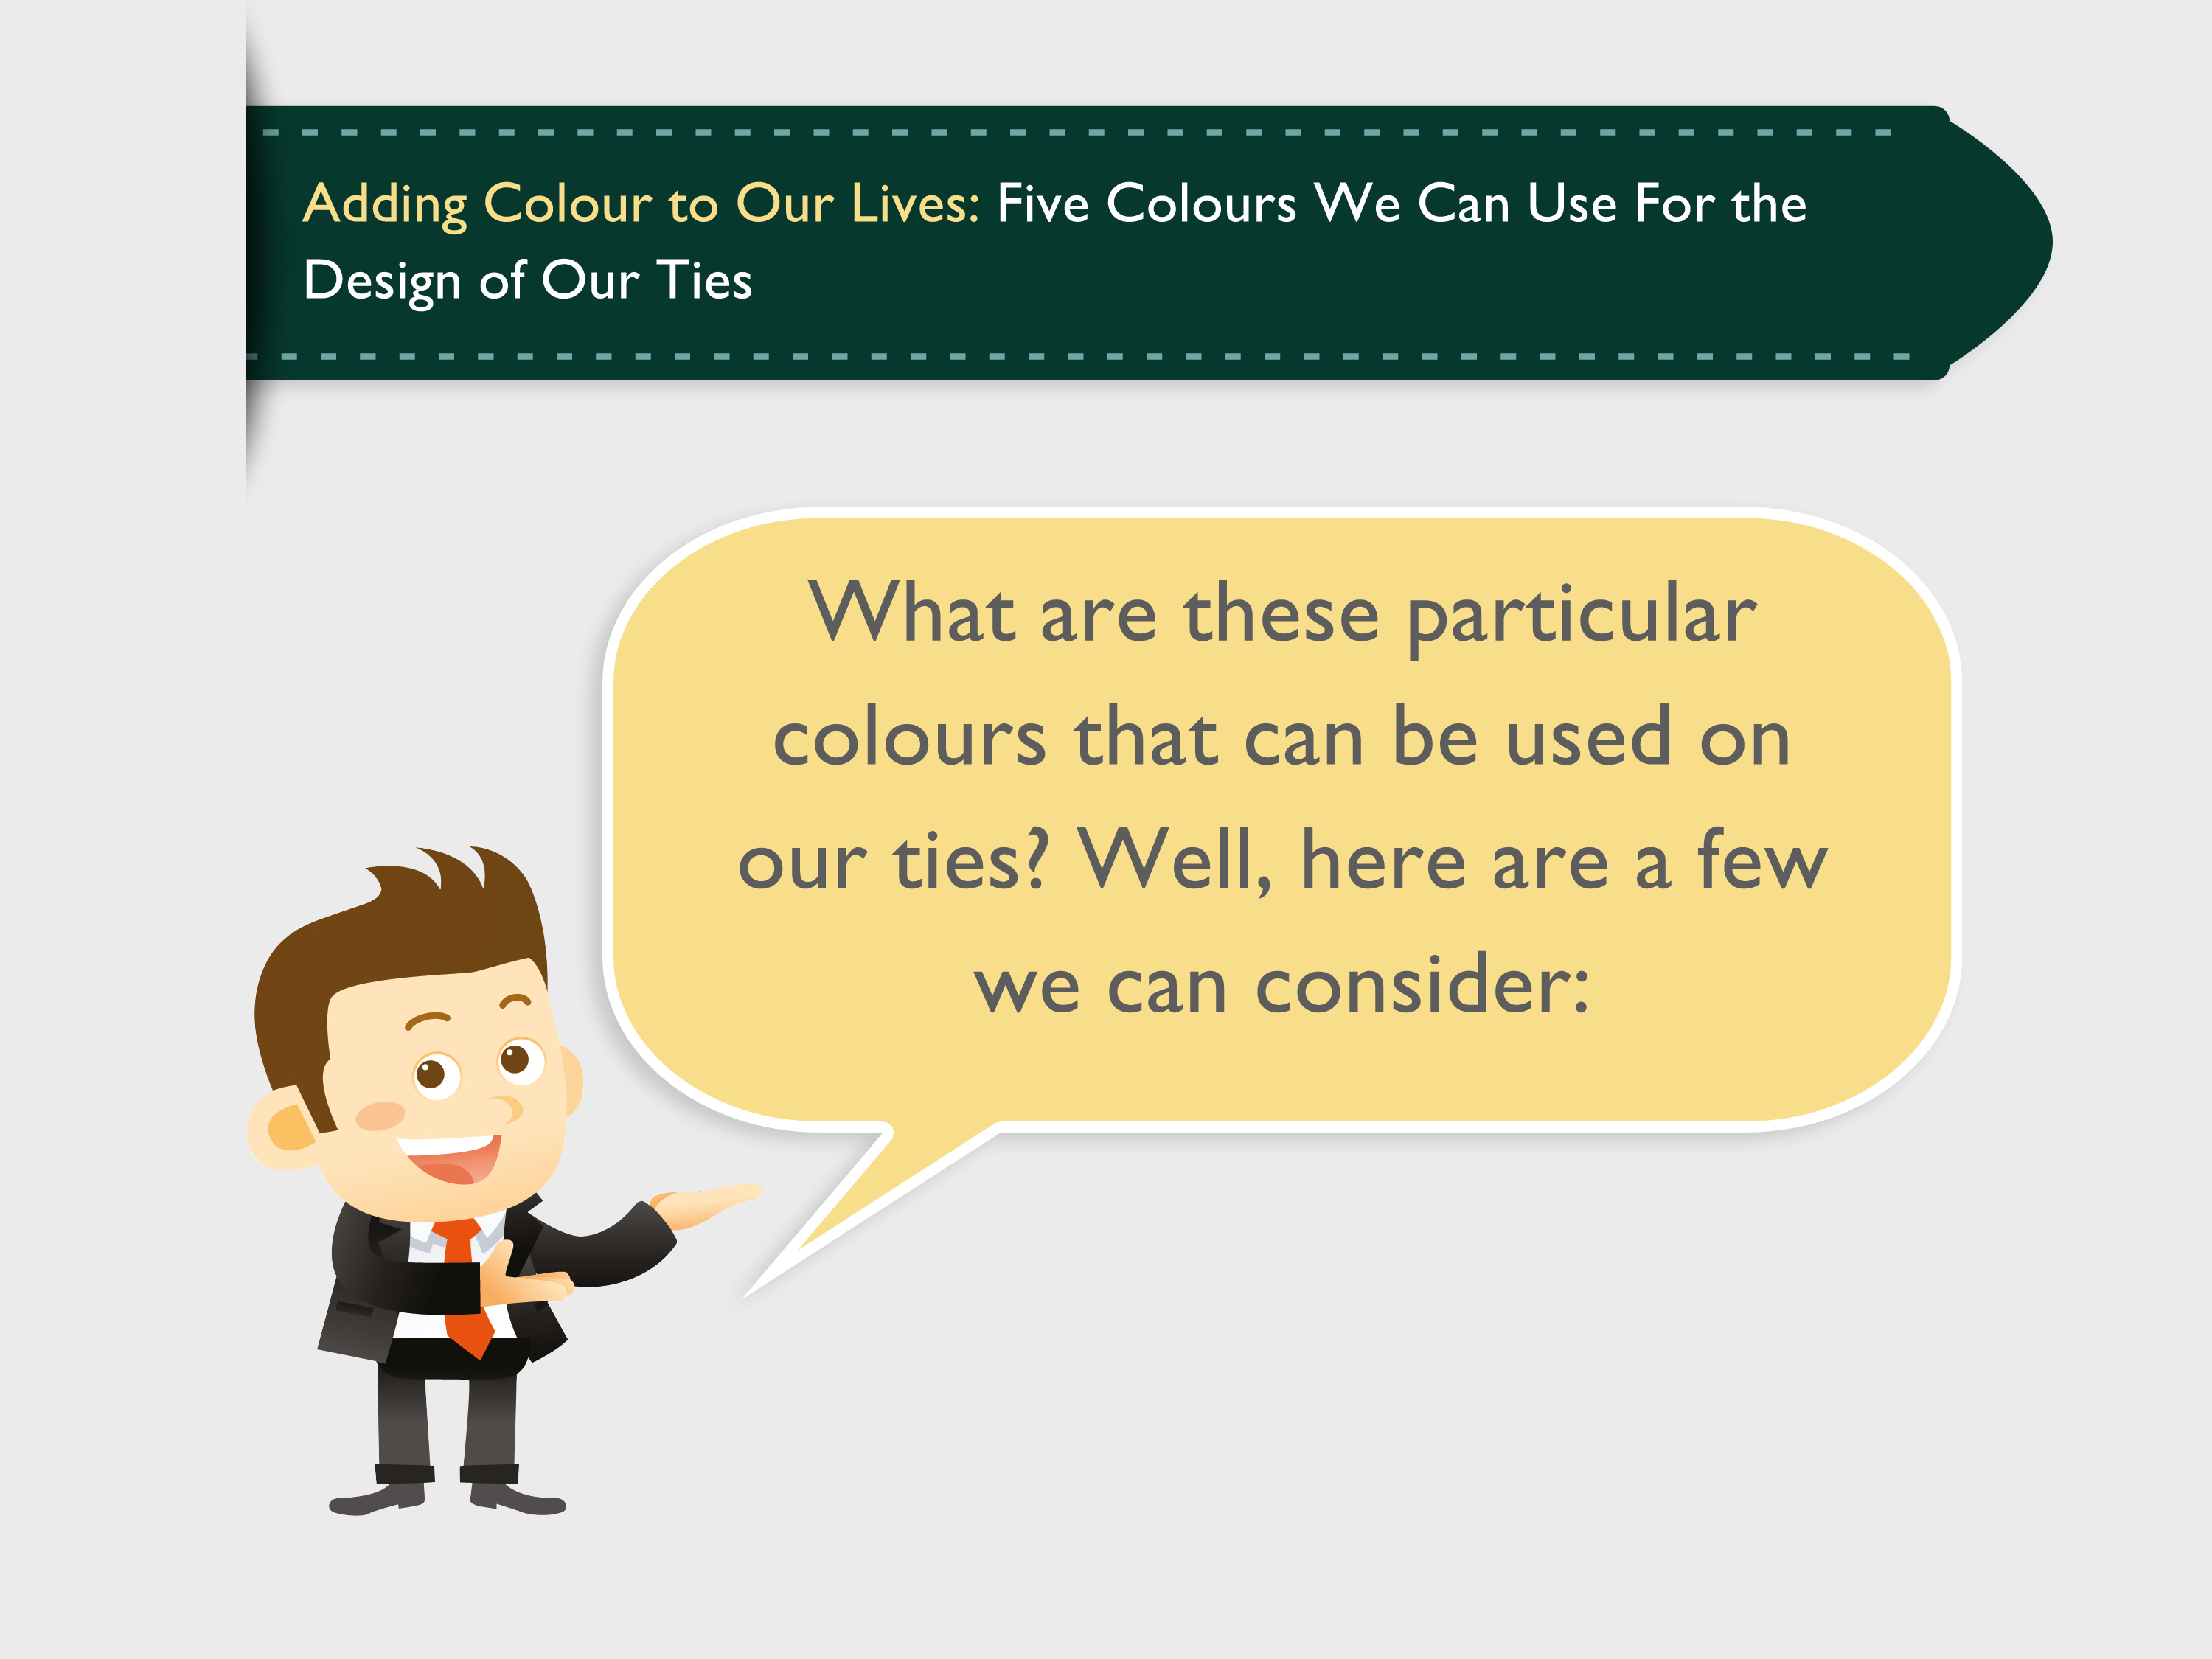 Adding Colour to Our Lives: Five Colours We Can Use For the
Design of Our Ties
What are these particular
colours that can be used on
our ties? Well, here are a few
we can consider: